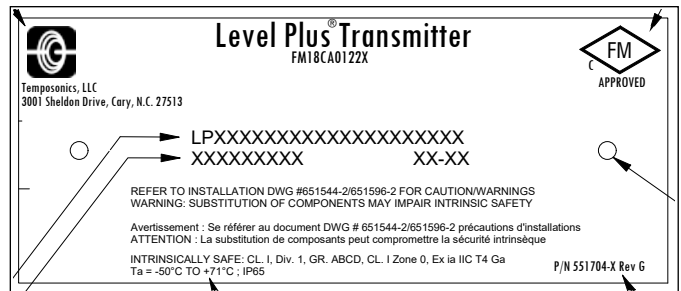 Level Plus® Transmitter
FM18CA0122X
FM
C
APPROVED
Temposonics, LLC
3001 Sheldon Drive, Cary, N.C. 27513
LPXXXXXXXXXXXXXXXXXXXX
XXXXXXXXX XX-XX
REFER TO INSTALLATION DWG #651544-2/651596-2 FOR CAUTION/WARNINGS
WARNING: SUBSTITUTION OF COMPONENTS MAY IMPAIR INTRINSIC SAFETY
Avertissement : Se référer au document DWG # 651544-2/651596-2 précautions d'installations
ATTENTION : La substitution de composants peut compromettre la sécurité intrinsèque
INTRINSICALLY SAFE: CL. I, Div. 1, GR. ABCD, CL. I Zone 0, Ex ia IIC T4 Ga
Ta = -50°C TO +71°C ; IP65
P/N 551704-X Rev G